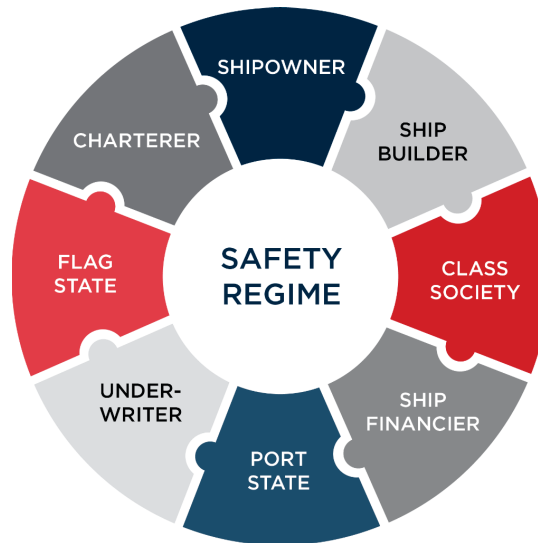 SHIPOWNER
SHIP
BUILDER
CLASS
SOCIETY
SHIP
FINANCIER
PORT
STATE
UNDER-
WRITER
FLAG
STATE
CHARTERER
SAFETY
REGIME